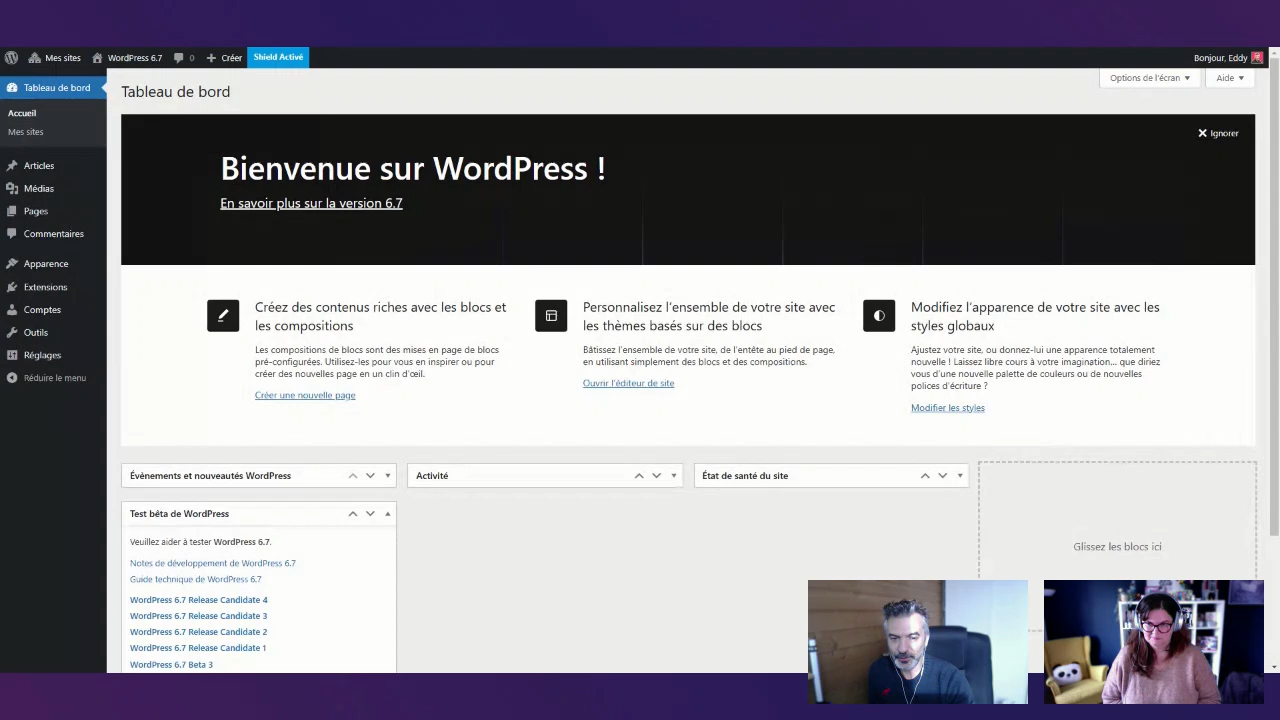 Mes sites
WordPress 6.7
0
Créer
Shield Activé
Bonjour, Eddy
Tableau de bord
Accueil
Mes sites
Articles
Médias
Pages
Commentaires
Apparence
Extensions
Comptes
Outils
Réglages
Réduire le menu
Tableau de bord
Options de l’écran
Aide
Bienvenue sur WordPress !
En savoir plus sur la version 6.7
Ignorer
Créez des contenus riches avec les blocs et
les compositions
Les compositions de blocs sont des mises en page de blocs
pré-configurées. Utilisez-les pour vous en inspirer ou pour
créer des nouvelles page en un clin d’œil.
Créer une nouvelle page
Personnalisez l’ensemble de votre site avec
les thèmes basés sur des blocs
Bâtissez l’ensemble de votre site, de l’entête au pied de page,
en utilisant simplement des blocs et des compositions.
Ouvrir l’éditeur de site
Modifiez l’apparence de votre site avec les
styles globaux
Ajustez votre site, ou donnez-lui une apparence totalement
nouvelle ! Laissez libre cours à votre imagination… que diriez
vous d’une nouvelle palette de couleurs ou de nouvelles
polices d’écriture ?
Modifier les styles
Évènements et nouveautés WordPress
Activité
État de santé du site
Test bêta de WordPress
Veuillez aider à tester WordPress 6.7.
Notes de développement de WordPress 6.7
Guide technique de WordPress 6.7
WordPress 6.7 Release Candidate 4
WordPress 6.7 Release Candidate 3
WordPress 6.7 Release Candidate 2
WordPress 6.7 Release Candidate 1
WordPress 6.7 Beta 3
Glissez les blocs ici